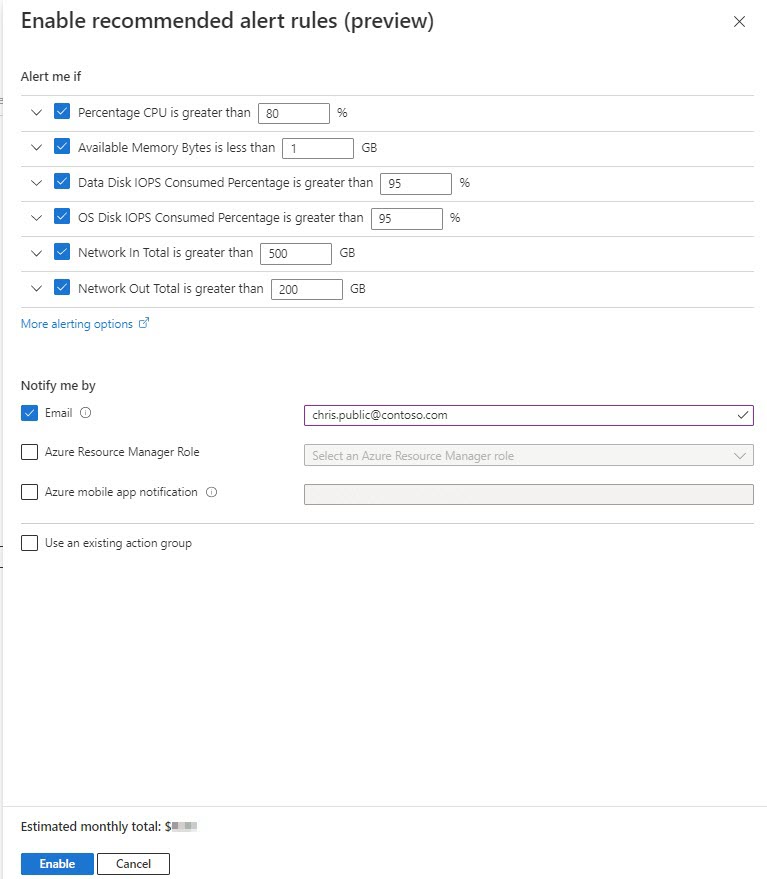 Enable recommended alert rules (preview)
Alert me if
Percentage CPU is greater than 80 %
Available Memory Bytes is less than 1 GB
Data Disk IOPS Consumed Percentage is greater than 95 %
OS Disk IOPS Consumed Percentage is greater than 95 %
Network In Total is greater than 500 GB
Network Out Total is greater than 200 GB
More alerting options
Notify me by
Email chris.public@contoso.com
Azure Resource Manager Role Select an Azure Resource Manager role
Azure mobile app notification
Use an existing action group
Estimated monthly total: $
Enable Cancel